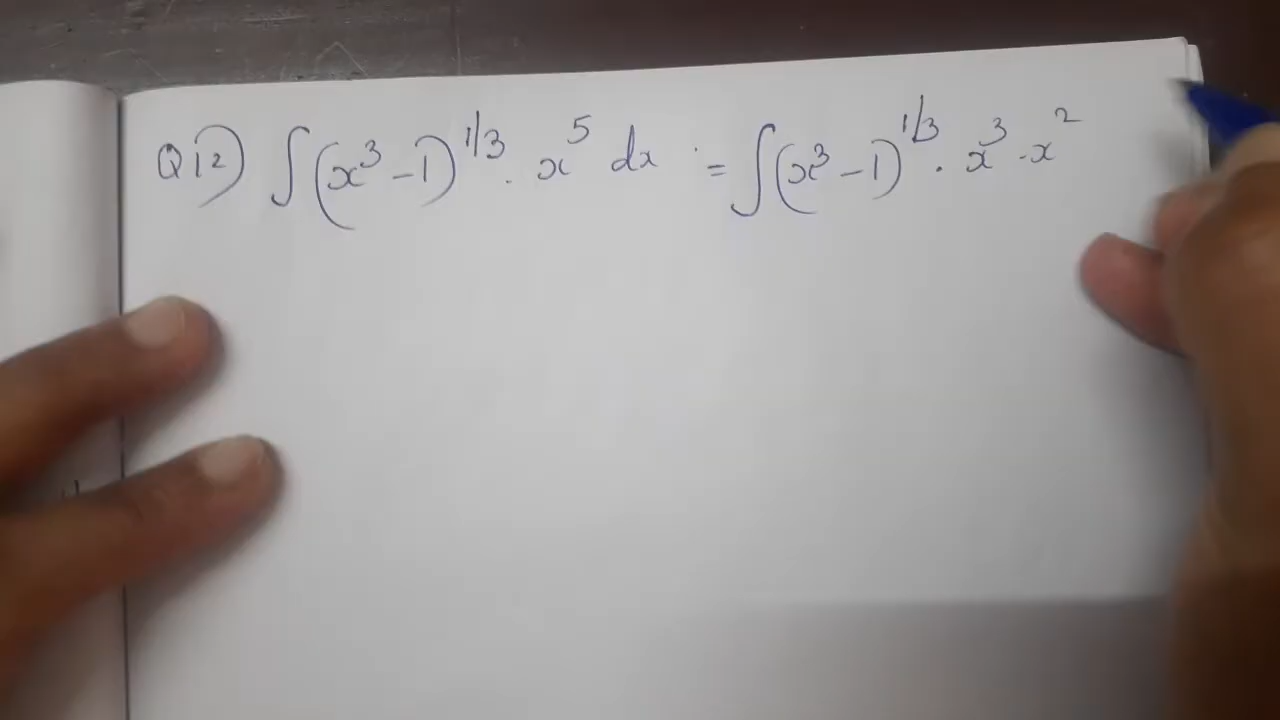 Q12) ∫(x³-1)^1/3 . x⁵ dx = ∫(x³-1)^1/3 . x³ . x²